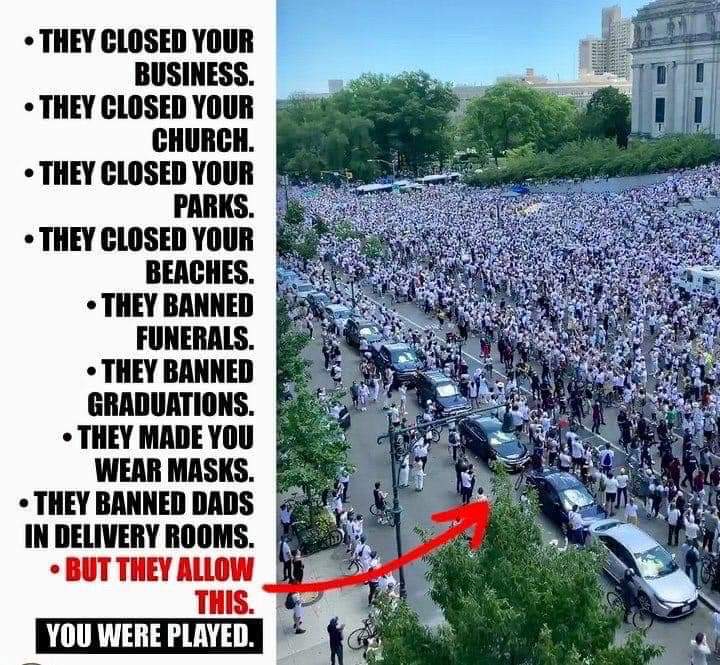 • THEY CLOSED YOUR
BUSINESS.
• THEY CLOSED YOUR
CHURCH.
• THEY CLOSED YOUR
PARKS.
• THEY CLOSED YOUR
BEACHES.
• THEY BANNED
FUNERALS.
• THEY BANNED
GRADUATIONS.
• THEY MADE YOU
WEAR MASKS.
• THEY BANNED DADS
IN DELIVERY ROOMS.
• BUT THEY ALLOW
THIS.
YOU WERE PLAYED.